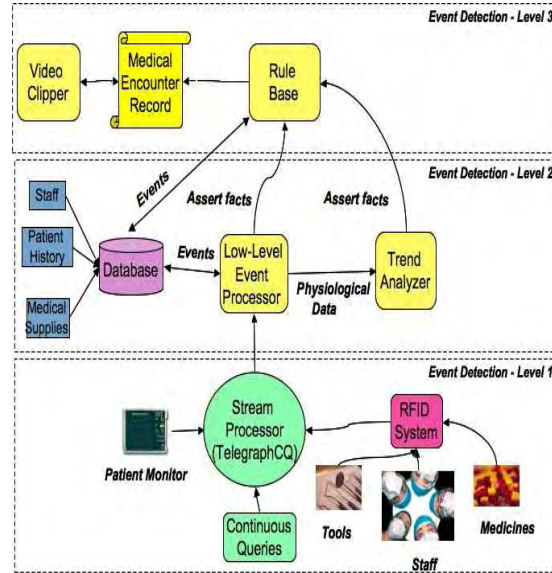 Event Detection - Level 3
Video
Clipper
Medical
Encounter
Record
Rule
Base
Event Detection - Level 2
Staff
Patient
History
Medical
Supplies
Events
Assert facts
Assert facts
Database
Events
Low-Level
Event
Processor
Physiological
Data
Trend
Analyzer
Event Detection - Level 1
Patient Monitor
Stream
Processor
(TelegraphCQ)
RFID
System
Continuous
Queries
Tools
Staff
Medicines